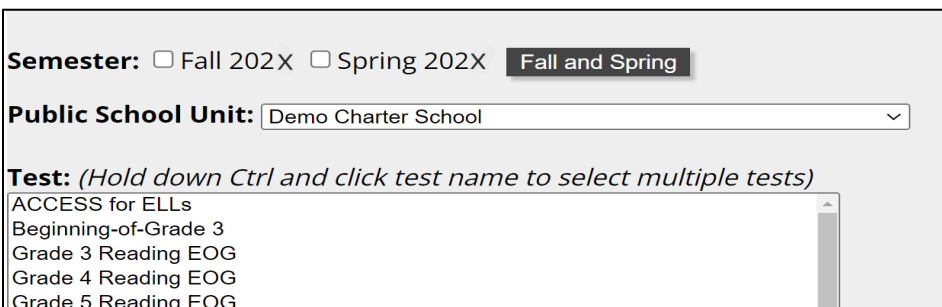 Semester: Fall 202X Spring 202X Fall and Spring
Public School Unit: Demo Charter School
Test: (Hold down Ctrl and click test name to select multiple tests)
ACCESS for ELLs
Beginning-of-Grade 3
Grade 3 Reading EOG
Grade 4 Reading EOG
Grade 5 Reading EOG